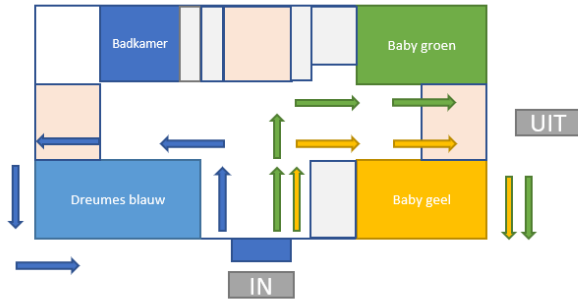 Badkamer
Baby groen
UIT
Dreumes blauw
Baby geel
IN